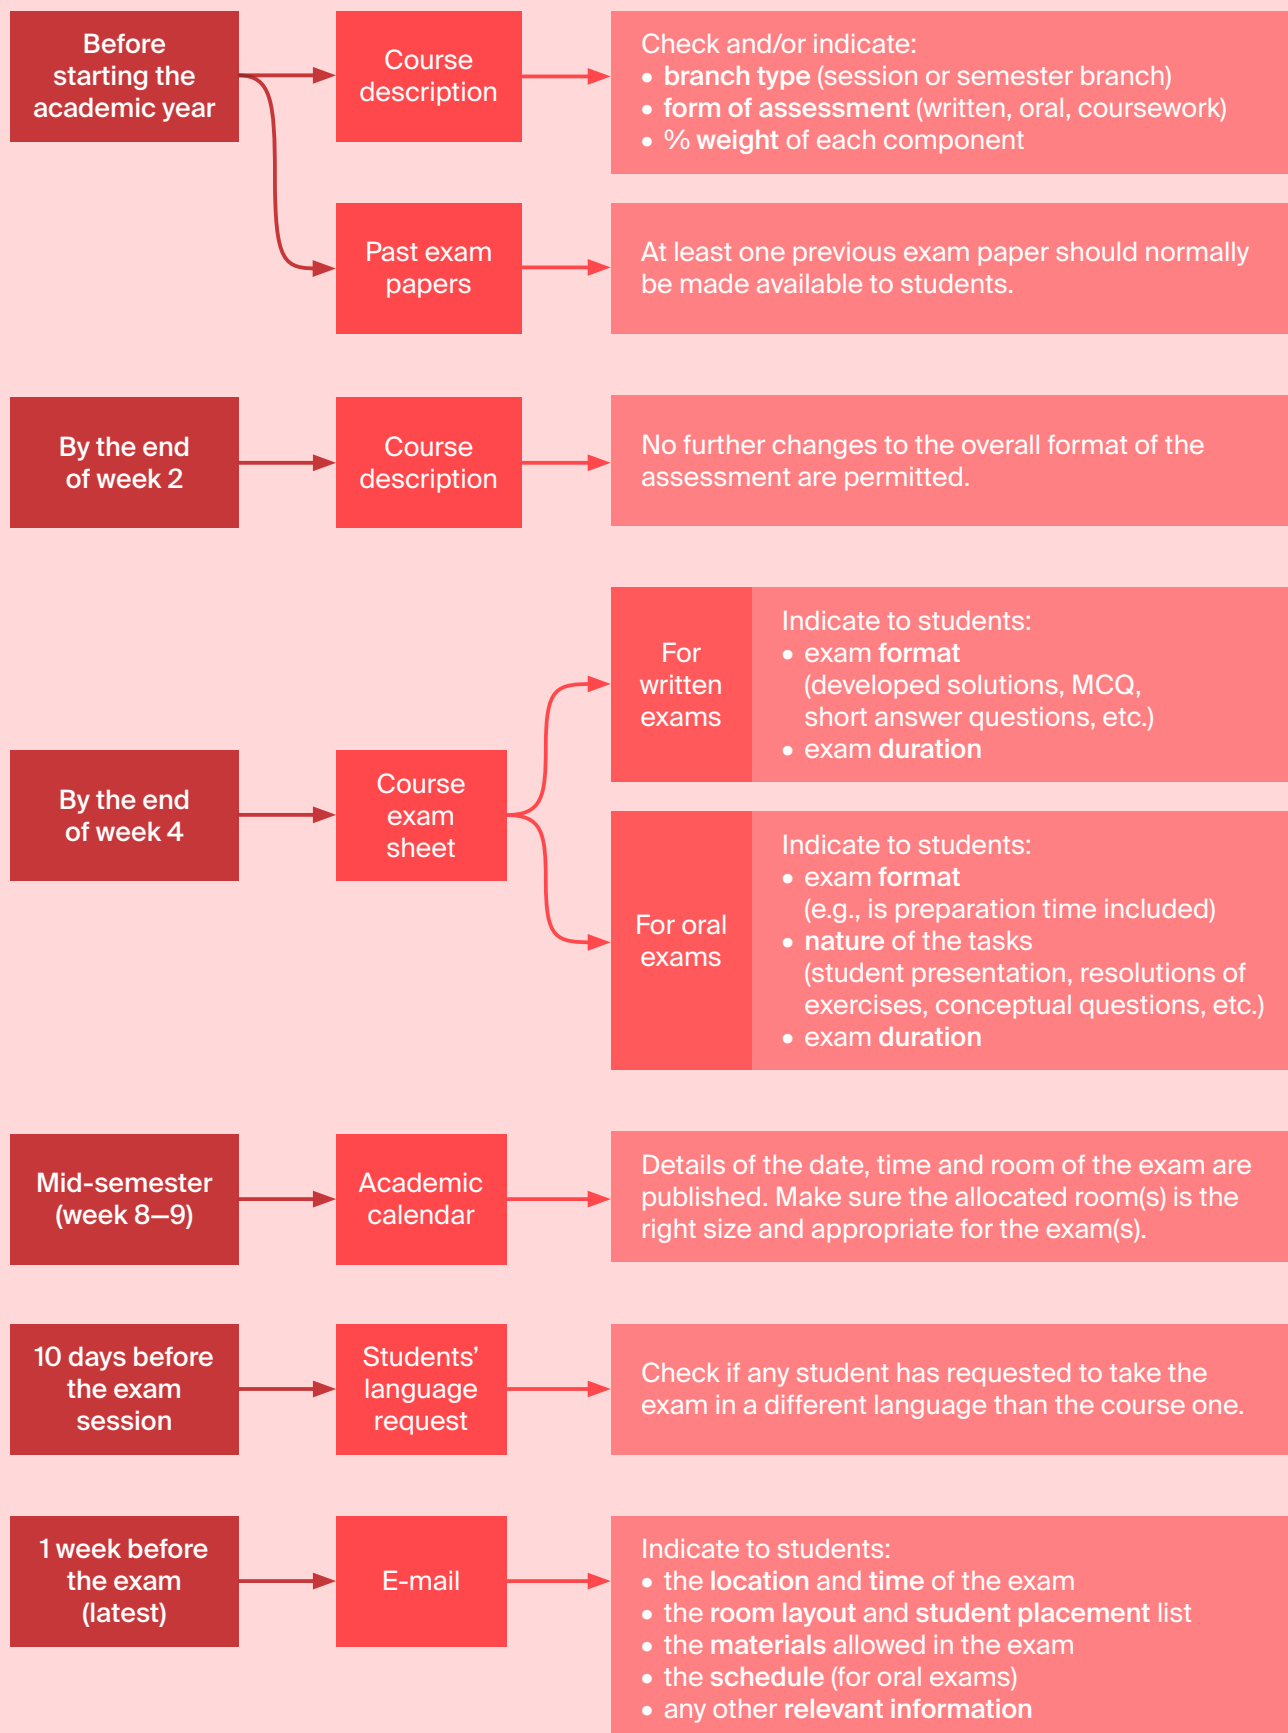 Before
starting the
academic year
Course
description
Check and/or indicate:
• branch type (session or semester branch)
• form of assessment (written, oral, coursework)
• % weight of each component
Past exam
papers
At least one previous exam paper should normally
be made available to students.
By the end
of week 2
Course
description
No further changes to the overall format of the
assessment are permitted.
By the end
of week 4
Course
exam
sheet
For
written
exams
Indicate to students:
• exam format
(developed solutions, MCQ,
short answer questions, etc.)
• exam duration
For oral
exams
Indicate to students:
• exam format
(e.g., is preparation time included)
• nature of the tasks
(student presentation, resolutions of
exercises, conceptual questions, etc.)
• exam duration
Mid-semester
(week 8–9)
Academic
calendar
Details of the date, time and room of the exam are
published. Make sure the allocated room(s) is the
right size and appropriate for the exam(s).
10 days before
the exam
session
Students’
language
request
Check if any student has requested to take the
exam in a different language than the course one.
1 week before
the exam
(latest)
E-mail
Indicate to students:
• the location and time of the exam
• the room layout and student placement list
• the materials allowed in the exam
• the schedule (for oral exams)
• any other relevant information